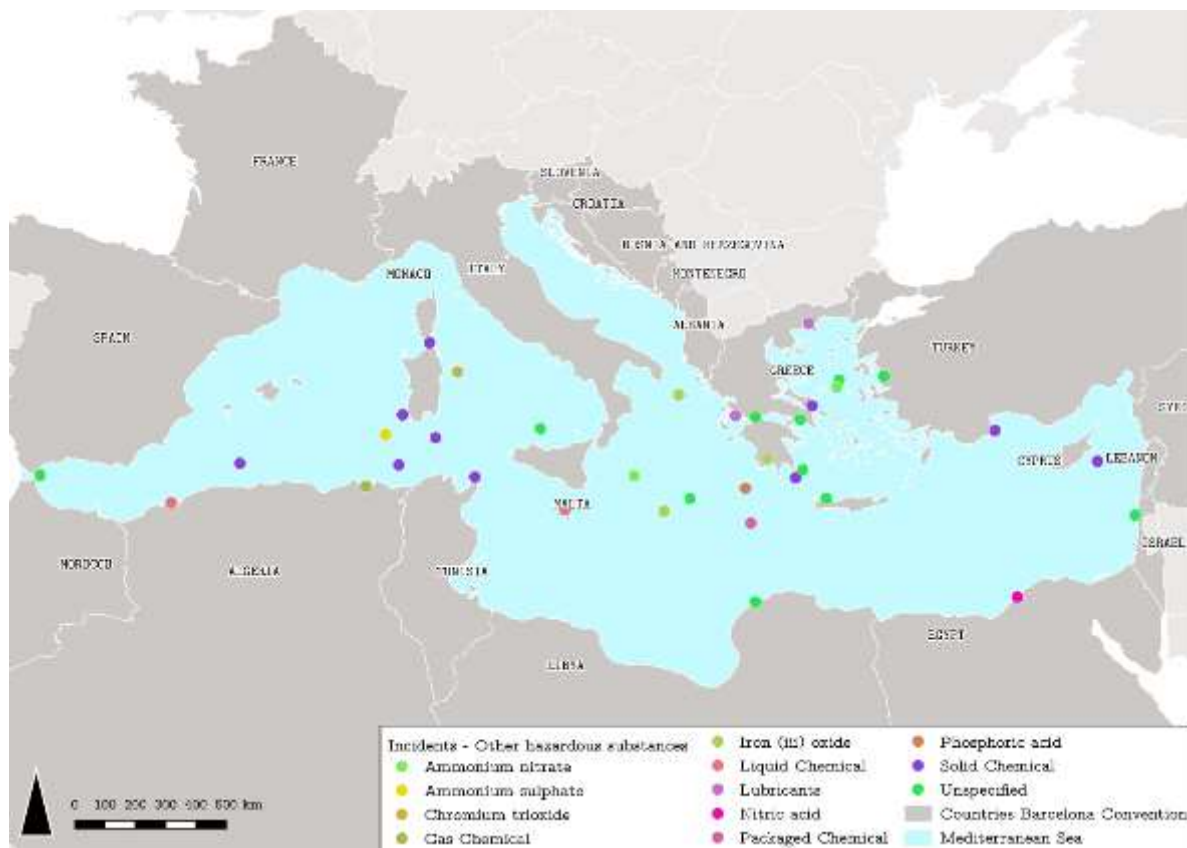 FRANCE
SLOVENIA
CROATIA
BOSNIA AND HERZEGOVINA
MONACO
ITALY
MONTENEGRO
ALBANIA
SPAIN
GREECE
TURKEY
SYRI
CYPRUS
LEBANON
MALTA
ISRAEL
MOROCCO
ALGERIA
TUNISIA
EGYPT
LIBYA
Incidents - Other hazardous substances
Ammonium nitrate
Ammonium sulphate
Chromium trioxide
Gas Chemical
Iron (iii) oxide
Liquid Chemical
Lubricants
Nitric acid
Packaged Chemical
Phosphoric acid
Solid Chemical
Unspecified
Countries Barcelona Convention
Mediterranean Sea
0 100 200 300 400 500 km